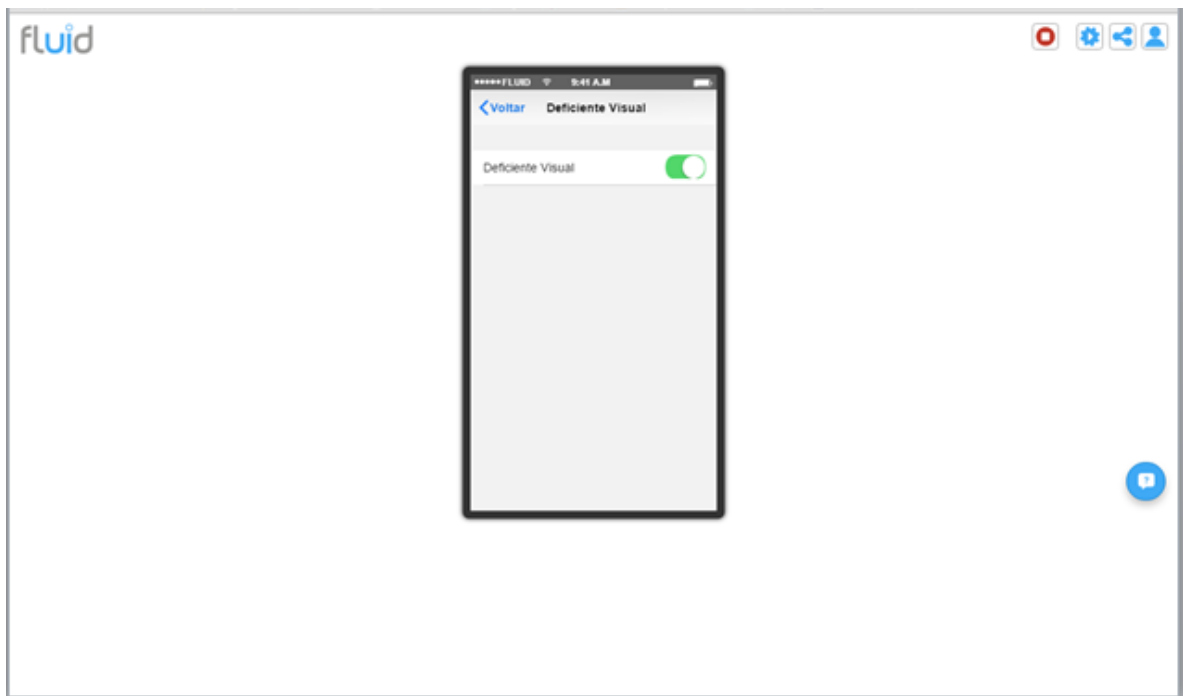 fluid
●●●●●FLUID 9:41 A.M
Voltar Deficiente Visual
Deficiente Visual
?